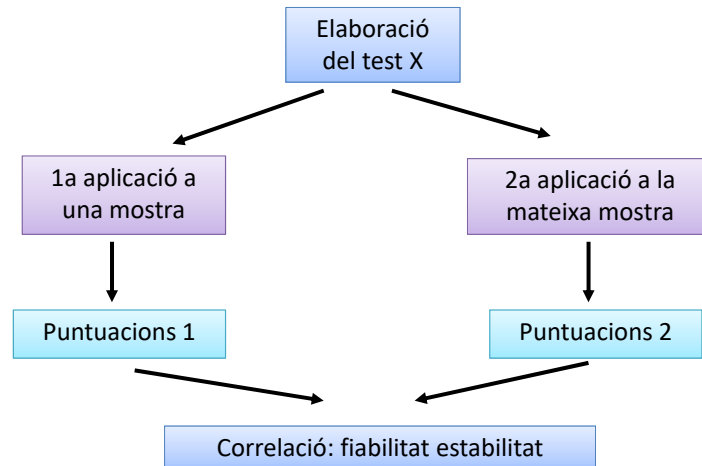 Elaboració
del test X
1a aplicació a
una mostra
2a aplicació a la
mateixa mostra
Puntuacions 1
Puntuacions 2
Correlació: fiabilitat estabilitat